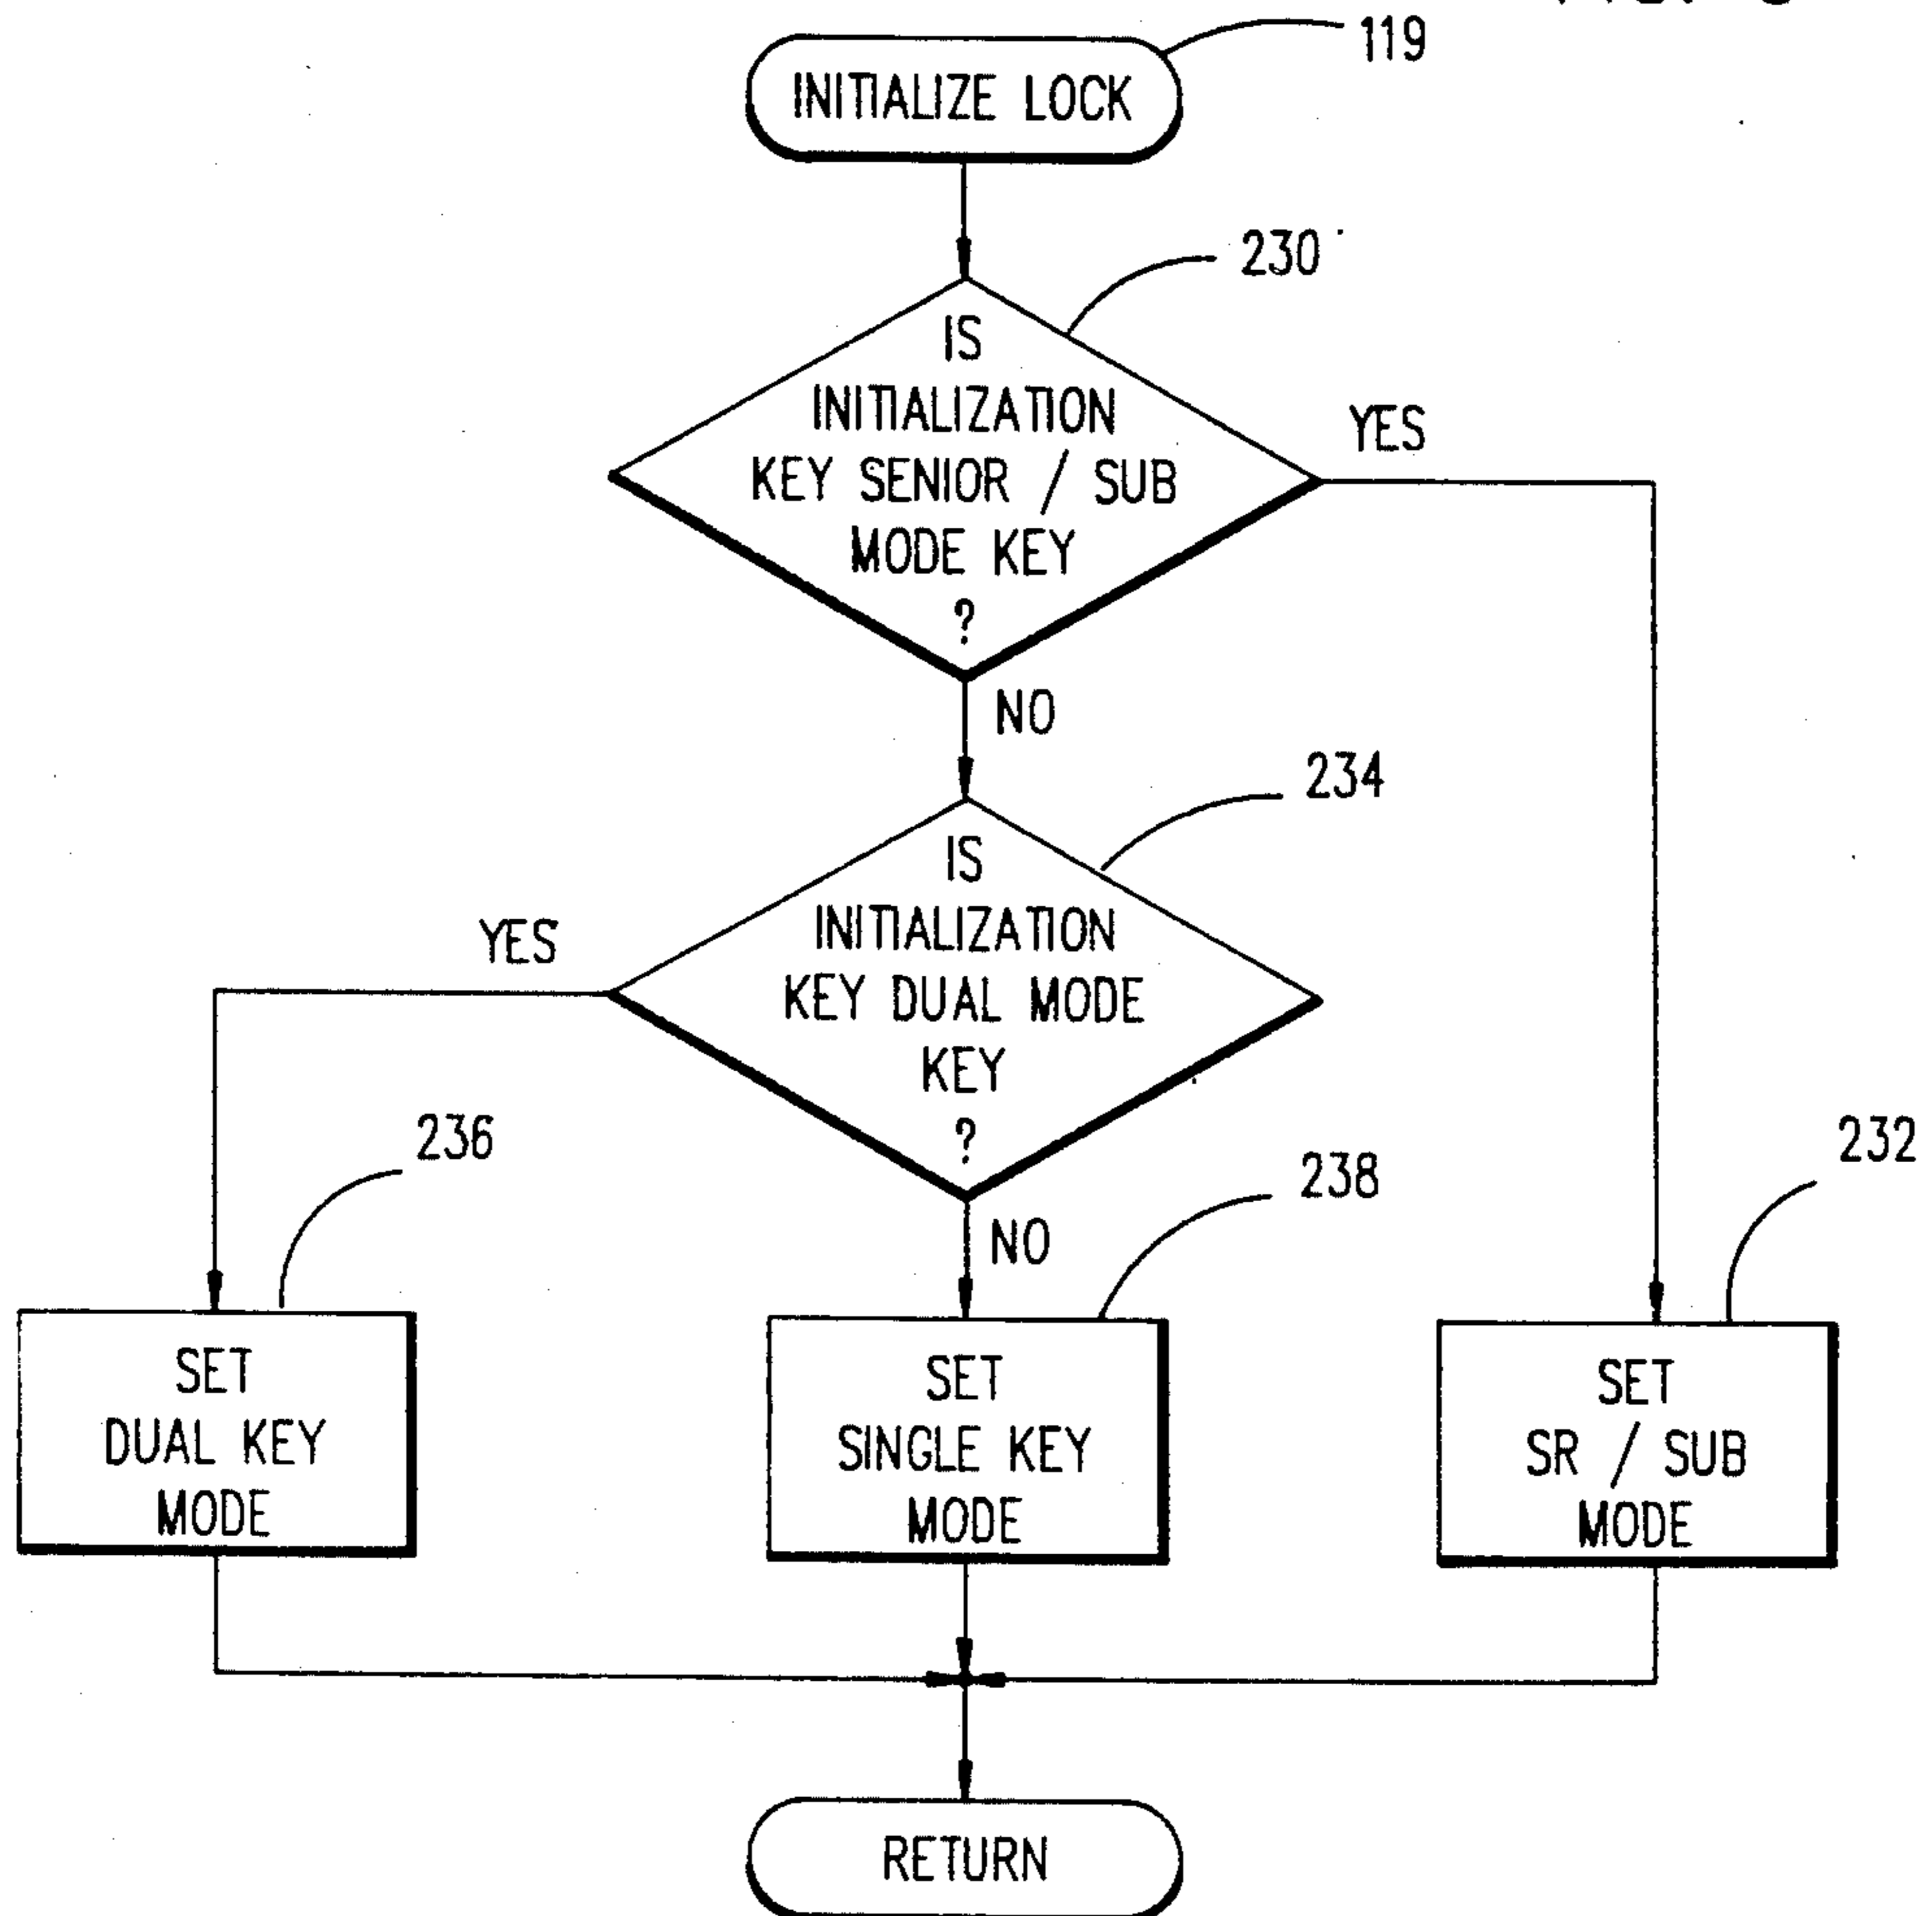 119
INITIALIZE LOCK
230
IS
INITIALIZATION
KEY SENIOR / SUB
MODE KEY
?
YES
NO
234
IS
INITIALIZATION
KEY DUAL MODE
KEY
?
YES
NO
236
238
232
SET
DUAL KEY
MODE
SET
SINGLE KEY
MODE
SET
SR / SUB
MODE
RETURN